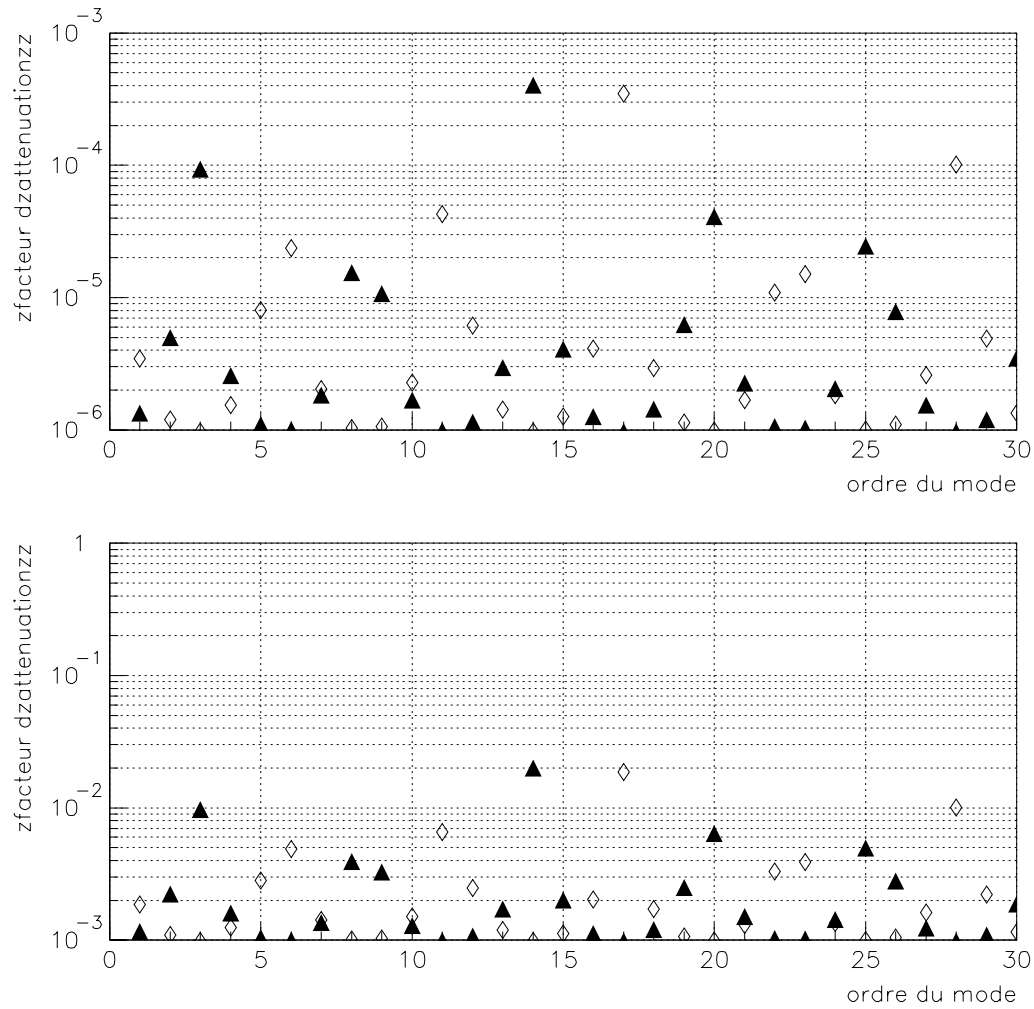 zfacteur dzattenuationzz
10⁻³
10⁻⁴
10⁻⁵
10⁻⁶
0 5 10 15 20 25 30
ordre du mode
zfacteur dzattenuationzz
1
10⁻¹
10⁻²
10⁻³
0 5 10 15 20 25 30
ordre du mode